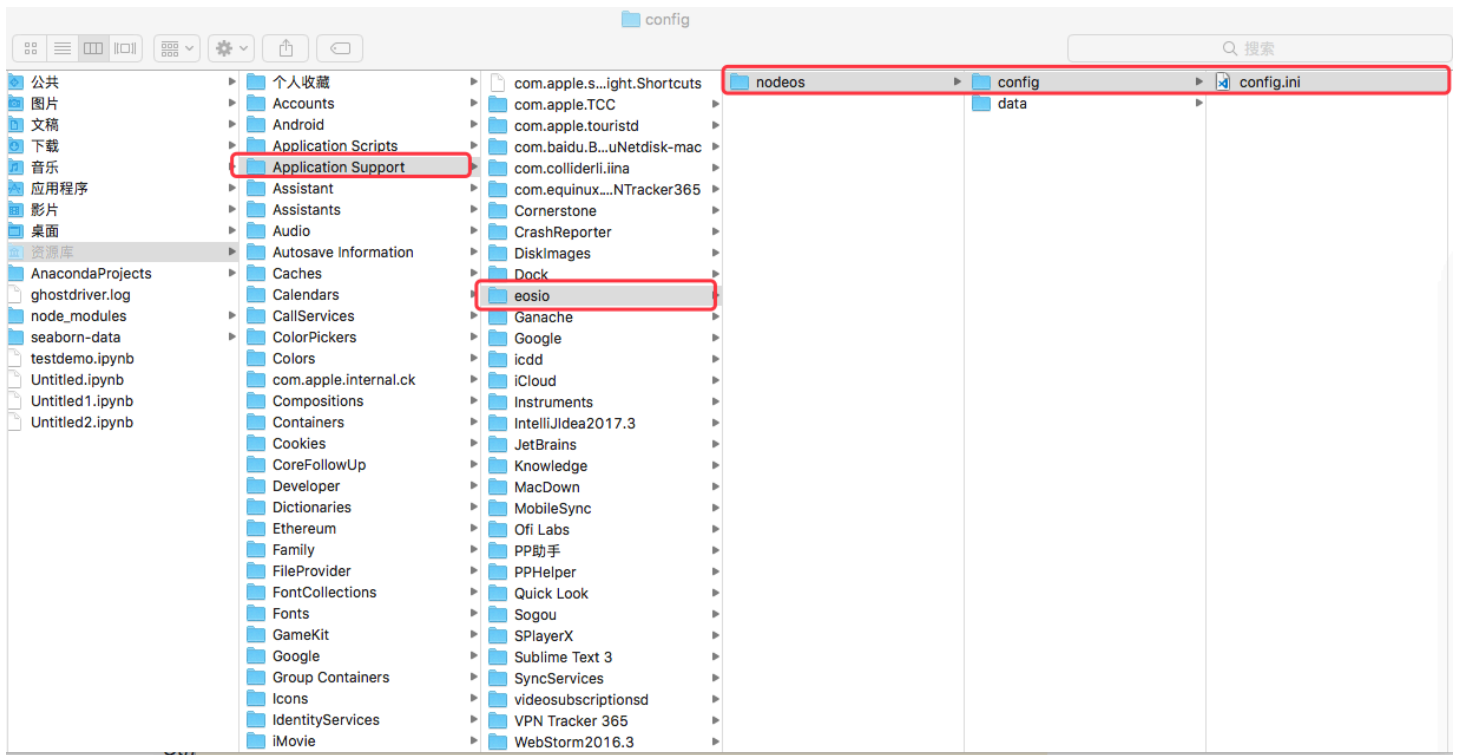 config
搜索
公共
图片
文稿
下载
音乐
应用程序
影片
桌面
资源库
AnacondaProjects
ghostdriver.log
node_modules
seaborn-data
testdemo.ipynb
Untitled.ipynb
Untitled1.ipynb
Untitled2.ipynb
个人收藏
Accounts
Android
Application Scripts
Application Support
Assistant
Assistants
Audio
Autosave Information
Caches
Calendars
CallServices
ColorPickers
Colors
com.apple.internal.ck
Compositions
Containers
Cookies
CoreFollowUp
Developer
Dictionaries
Ethereum
Family
FileProvider
FontCollections
Fonts
GameKit
Google
Group Containers
Icons
IdentityServices
iMovie
com.apple.s...ight.Shortcuts
com.apple.TCC
com.apple.touristd
com.baidu.B...uNetdisk-mac
com.colliderli.iina
com.equinux....NTracker365
Cornerstone
CrashReporter
DiskImages
Dock
eosio
Ganache
Google
icdd
iCloud
Instruments
IntelliJIdea2017.3
JetBrains
Knowledge
MacDown
MobileSync
Ofi Labs
PP助手
PPHelper
Quick Look
Sogou
SPlayerX
Sublime Text 3
SyncServices
videosubscriptionsd
VPN Tracker 365
WebStorm2016.3
nodeos
config
data
config.ini